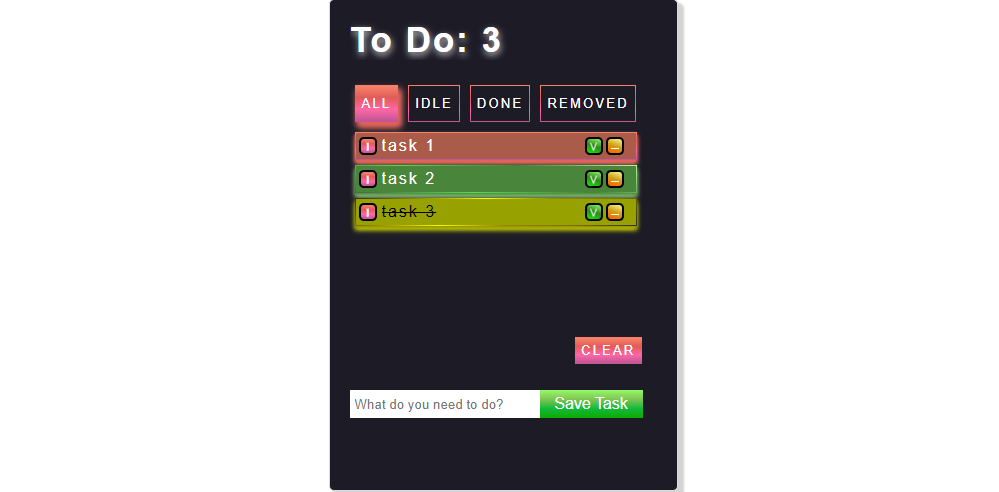 To Do: 3
ALL IDLE DONE REMOVED
I task 1 V –
I task 2 V –
I task 3 V –
CLEAR
What do you need to do? Save Task